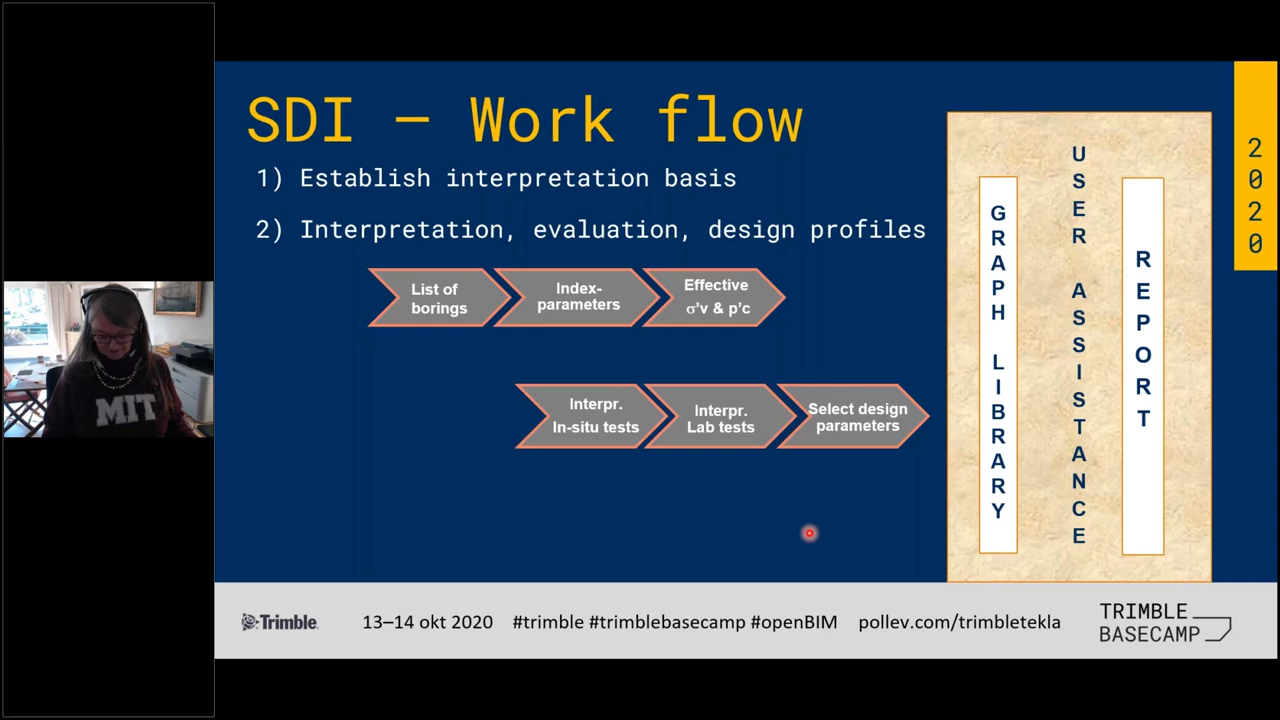 SDI – Work flow
1) Establish interpretation basis
2) Interpretation, evaluation, design profiles
List of
borings
Index-
parameters
Effective
σ'v & p'c
Interpr.
In-situ tests
Interpr.
Lab tests
Select design
parameters
GRAPH LIBRARY
USER ASSISTANCE
REPORT
2020
MIT
Trimble
13–14 okt 2020 #trimble #trimblebasecamp #openBIM pollev.com/trimbletekla
TRIMBLE
BASECAMP